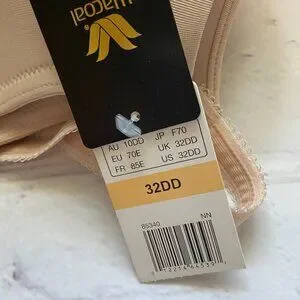 wacoal
AU 10DD JP F70
EU 70E UK 32DD
FR 85E US 32DD
32DD
85340 NN